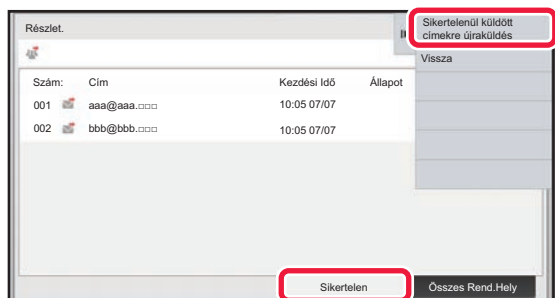 Részlet.
Sikertelenül küldött
címekre újraküldés
Vissza
Szám: Cím Kezdési Idő Állapot
001 aaa@aaa.□□□ 10:05 07/07
002 bbb@bbb.□□□ 10:05 07/07
Sikertelen Összes Rend.Hely